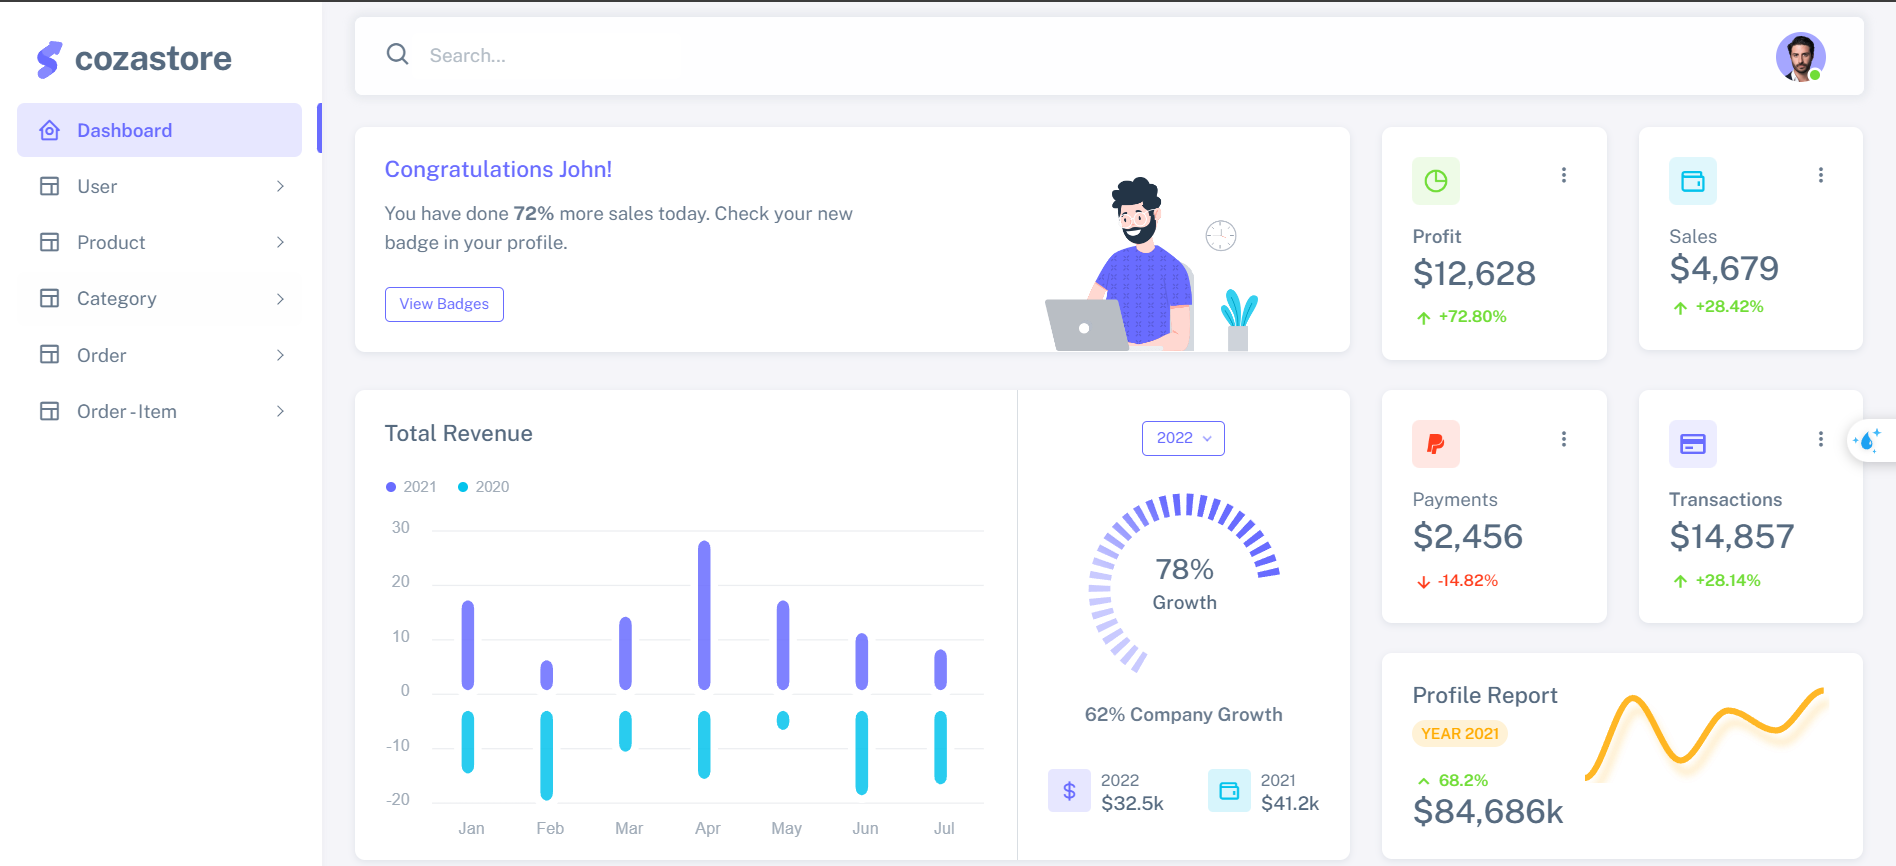 cozastore
Search...
Dashboard
User
Product
Category
Order
Order - Item
Congratulations John!
You have done 72% more sales today. Check your new
badge in your profile.
View Badges
Profit
$12,628
+72.80%
Sales
$4,679
+28.42%
Total Revenue
2021
2020
30
20
10
0
-10
-20
Jan
Feb
Mar
Apr
May
Jun
Jul
2022
78%
Growth
62% Company Growth
2022
$32.5k
2021
$41.2k
Payments
$2,456
-14.82%
Transactions
$14,857
+28.14%
Profile Report
YEAR 2021
68.2%
$84,686k